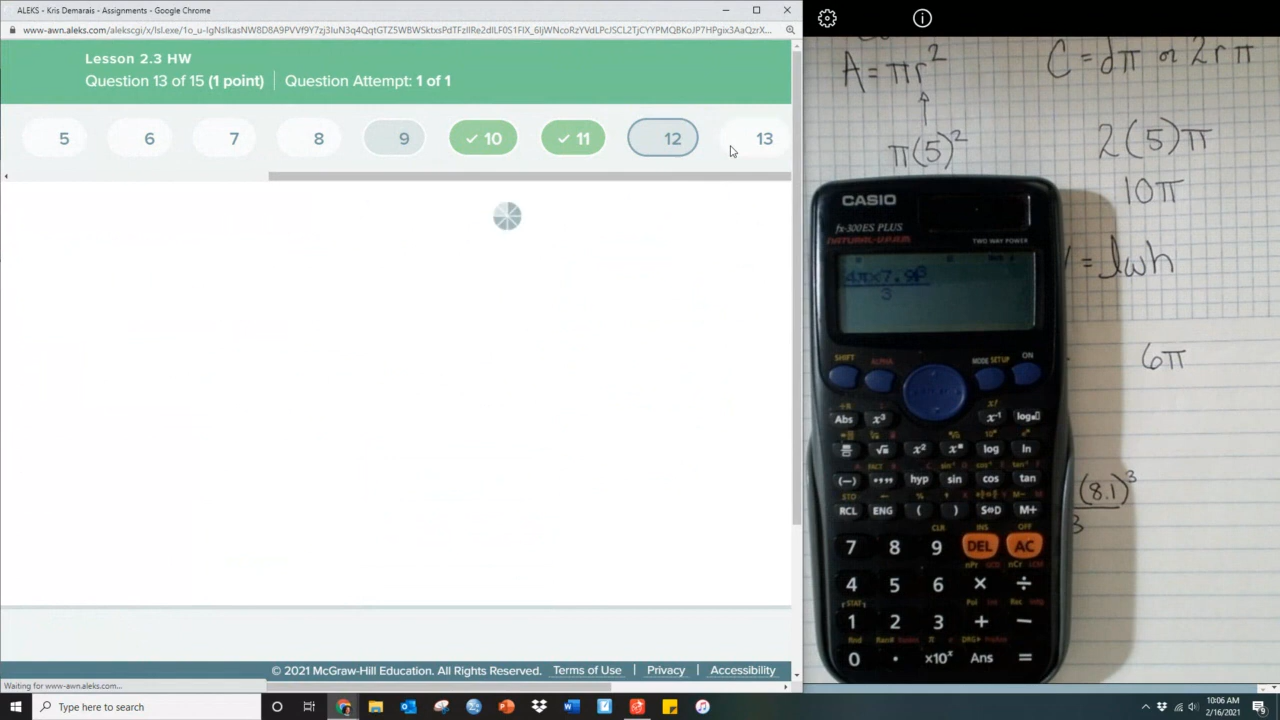 ALEKS - Kris Demarais - Assignments - Google Chrome
Lesson 2.3 HW
Question 13 of 15 (1 point) Question Attempt: 1 of 1
5 6 7 8 9 ✓ 10 ✓ 11 12 13
© 2021 McGraw-Hill Education. All Rights Reserved. Terms of Use Privacy Accessibility
Waiting for www-awn.aleks.com...
Type here to search
10:06 AM
2/16/2021
A = πr²
C = dπ or 2rπ
π(5)²
2(5)π
10π
= lwh
6π
(8.1)³
3
CASIO
fx-300ES PLUS
NATURAL-V.P.A.M.
TWO WAY POWER
4π×7.9³
3
SHIFT ALPHA MODE SETUP ON
Abs x³ x⁻¹ log
√ x² log ln
(—) hyp sin cos tan
RCL ENG ( ) S⇔D M+
7 8 9 DEL AC
4 5 6 × ÷
1 2 3 + −
0 . ×10ˣ Ans =